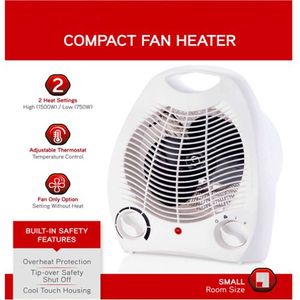 COMPACT FAN HEATER
2
2 Heat Settings
High (1500W) / Low (750W)
Adjustable Thermostat
Temperature Control
Fan Only Option
Setting Without Heat
BUILT-IN SAFETY
FEATURES
Overheat Protection
Tip-over Safety
Shut Off
Cool Touch Housing
SMALL
Room Size